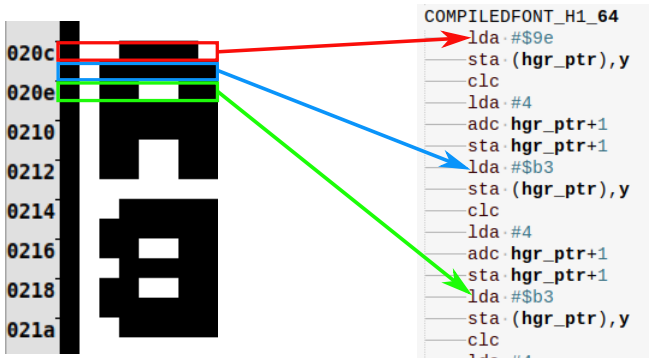 COMPILEDFONT_H1_64
020c
lda #$9e
sta (hgr_ptr),y
clc
020e
lda #4
adc hgr_ptr+1
0210
sta hgr_ptr+1
0212
lda #$b3
sta (hgr_ptr),y
0214
clc
lda #4
0216
adc hgr_ptr+1
sta hgr_ptr+1
0218
lda #$b3
sta (hgr_ptr),y
021a
clc
lda #4